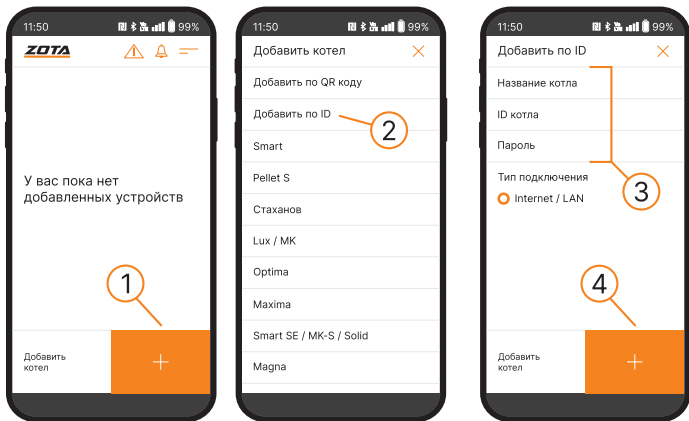 11:50
99%
ZOTA
У вас пока нет
добавленных устройств
1
Добавить
котел
11:50
99%
Добавить котел
Добавить по QR коду
Добавить по ID
2
Smart
Pellet S
Стаханов
Lux / MK
Optima
Maxima
Smart SE / MK-S / Solid
Magna
11:50
99%
Добавить по ID
Название котла
ID котла
Пароль
3
Тип подключения
Internet / LAN
4
Добавить
котел